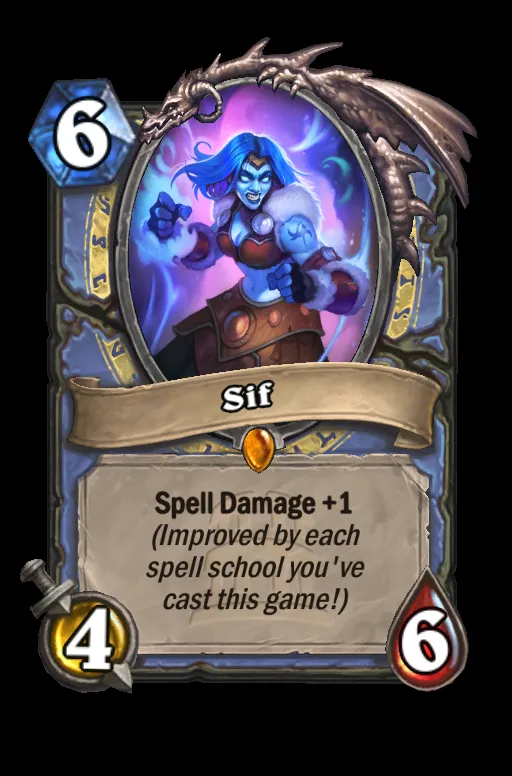 6
Sif
Spell Damage +1
(Improved by each
spell school you've
cast this game!)
4
6